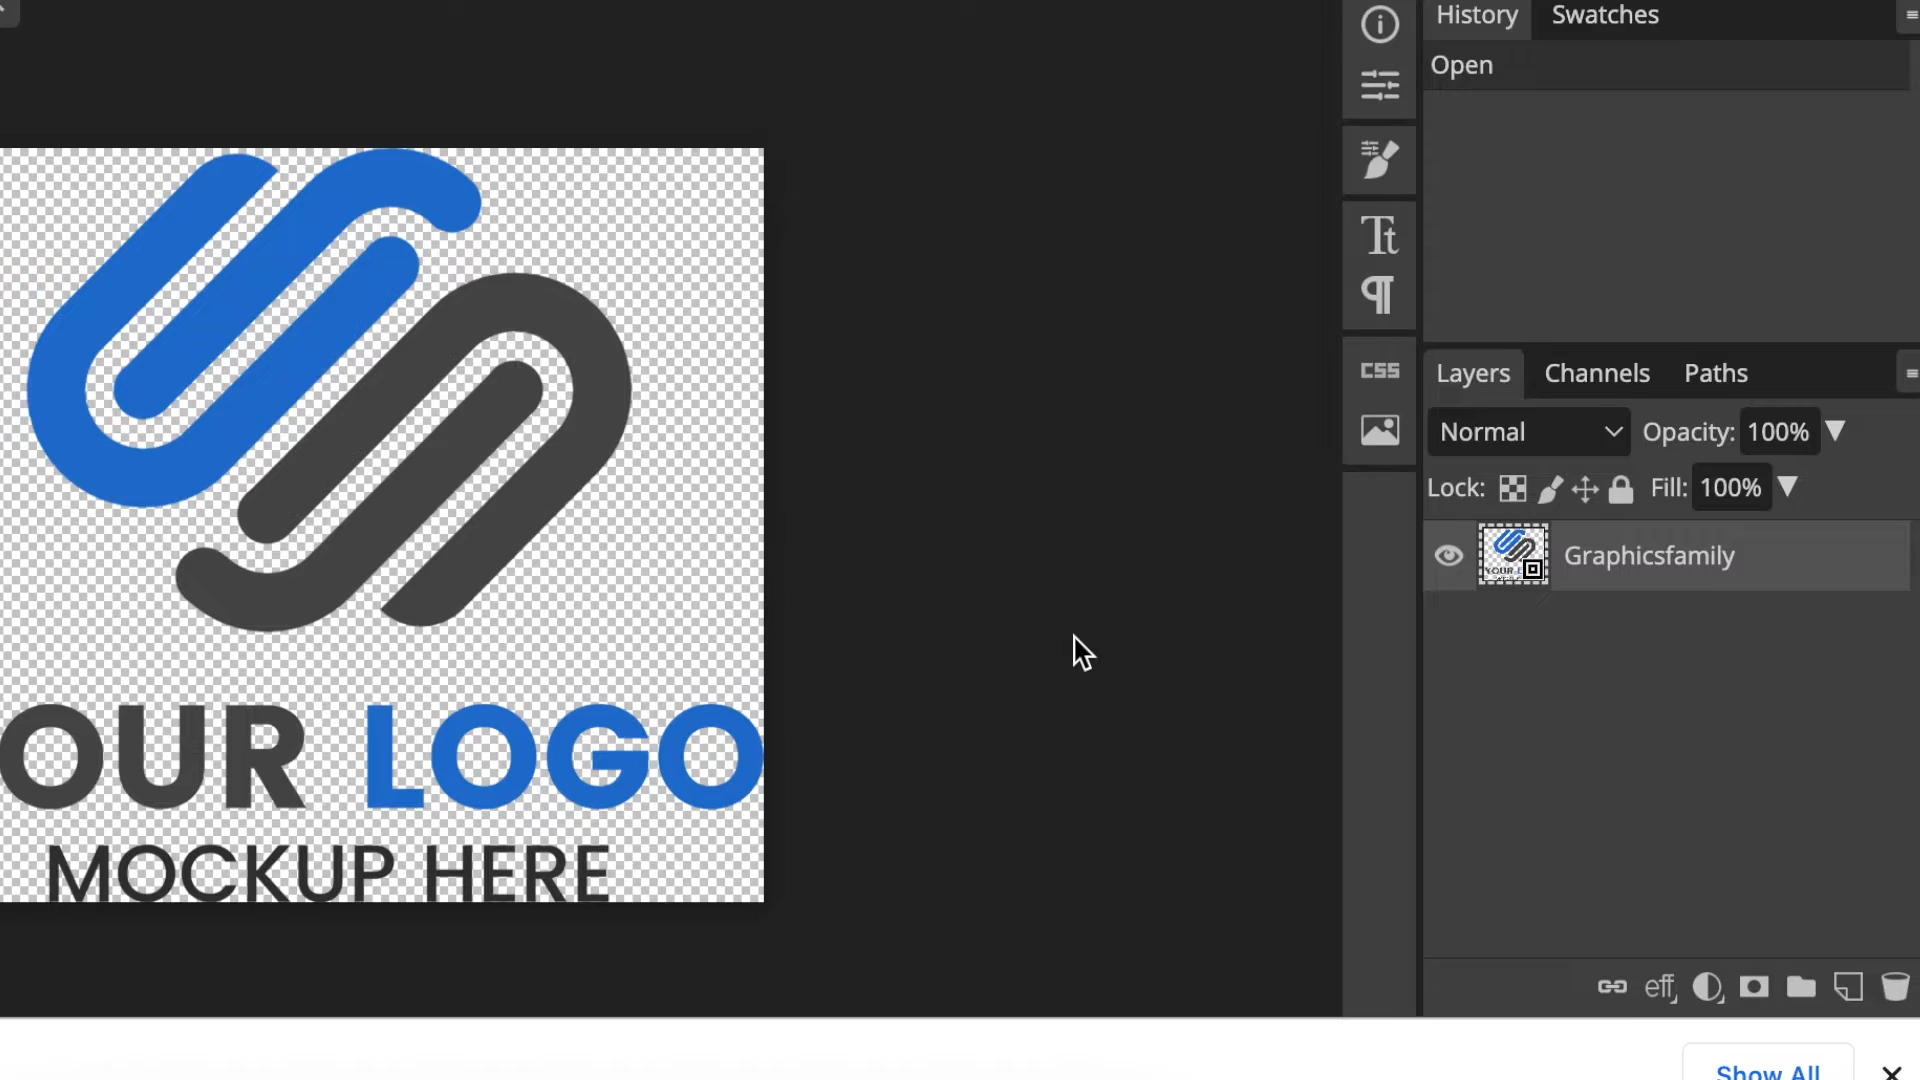 History Swatches
Open
Tt
CSS
Layers Channels Paths
Normal Opacity: 100%
Lock: Fill: 100%
Graphicsfamily
OUR LOGO
MOCKUP HERE
eff
Show All